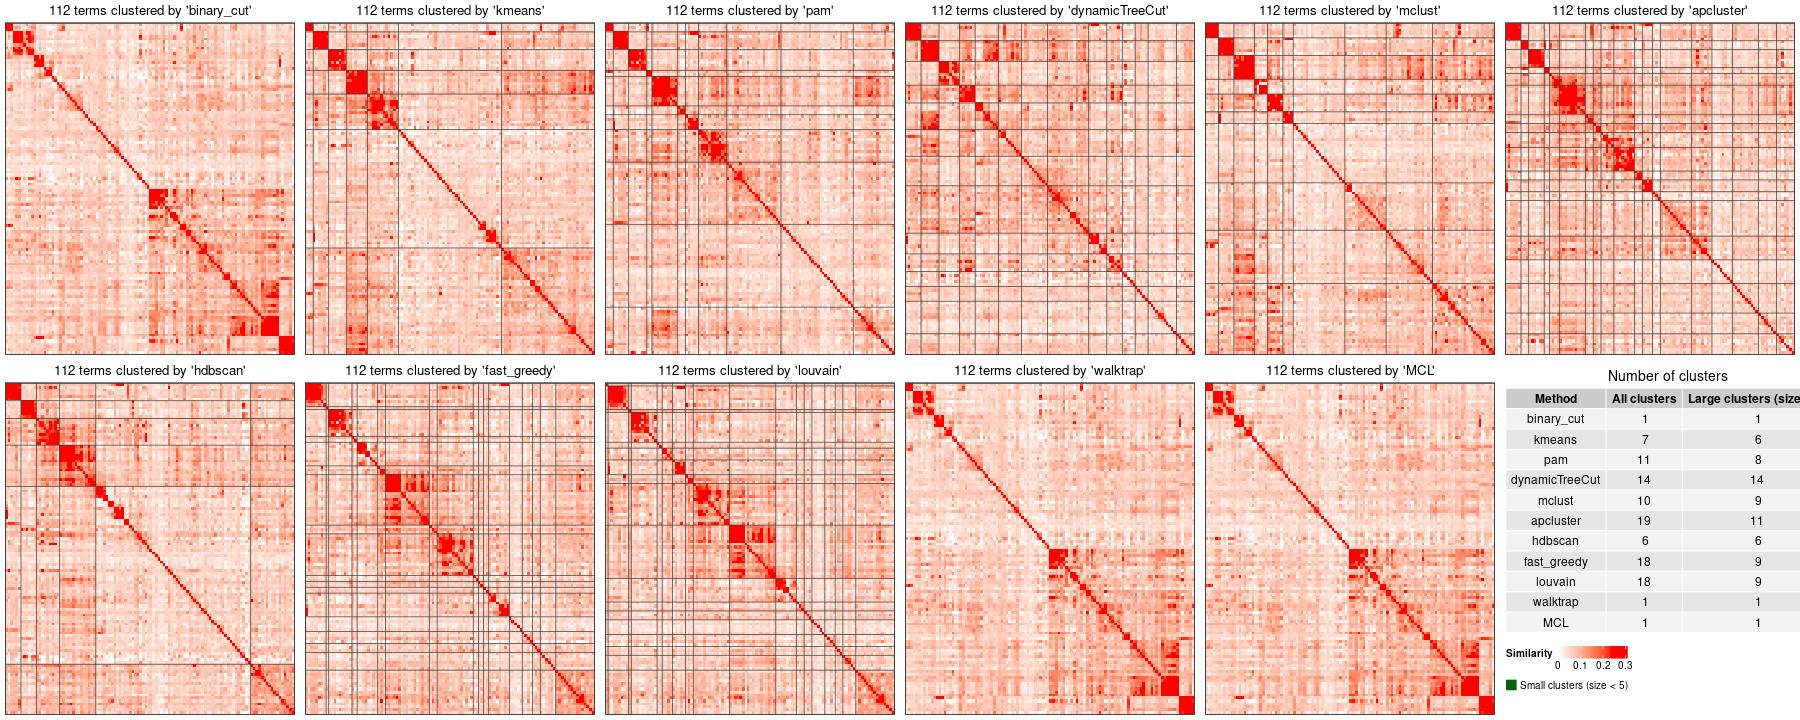 112 terms clustered by 'binary_cut'
112 terms clustered by 'kmeans'
112 terms clustered by 'pam'
112 terms clustered by 'dynamicTreeCut'
112 terms clustered by 'mclust'
112 terms clustered by 'apcluster'
112 terms clustered by 'hdbscan'
112 terms clustered by 'fast_greedy'
112 terms clustered by 'louvain'
112 terms clustered by 'walktrap'
112 terms clustered by 'MCL'
Number of clusters
Method All clusters Large clusters (size
binary_cut 1 1
kmeans 7 6
pam 11 8
dynamicTreeCut 14 14
mclust 10 9
apcluster 19 11
hdbscan 6 6
fast_greedy 18 9
louvain 18 9
walktrap 1 1
MCL 1 1
Similarity
0 0.1 0.2 0.3
Small clusters (size < 5)